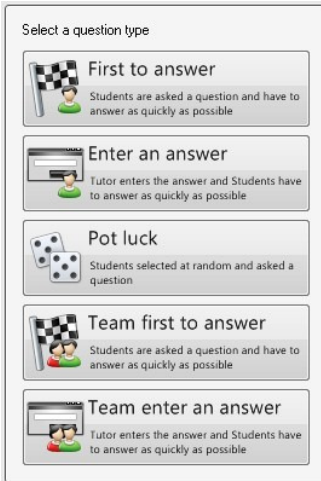 Select a question type
First to answer
Students are asked a question and have to
answer as quickly as possible
Enter an answer
Tutor enters the answer and Students have
to answer as quickly as possible
Pot luck
Students selected at random and asked a
question
Team first to answer
Students are asked a question and have to
answer as quickly as possible
Team enter an answer
Tutor enters the answer and Students have
to answer as quickly as possible